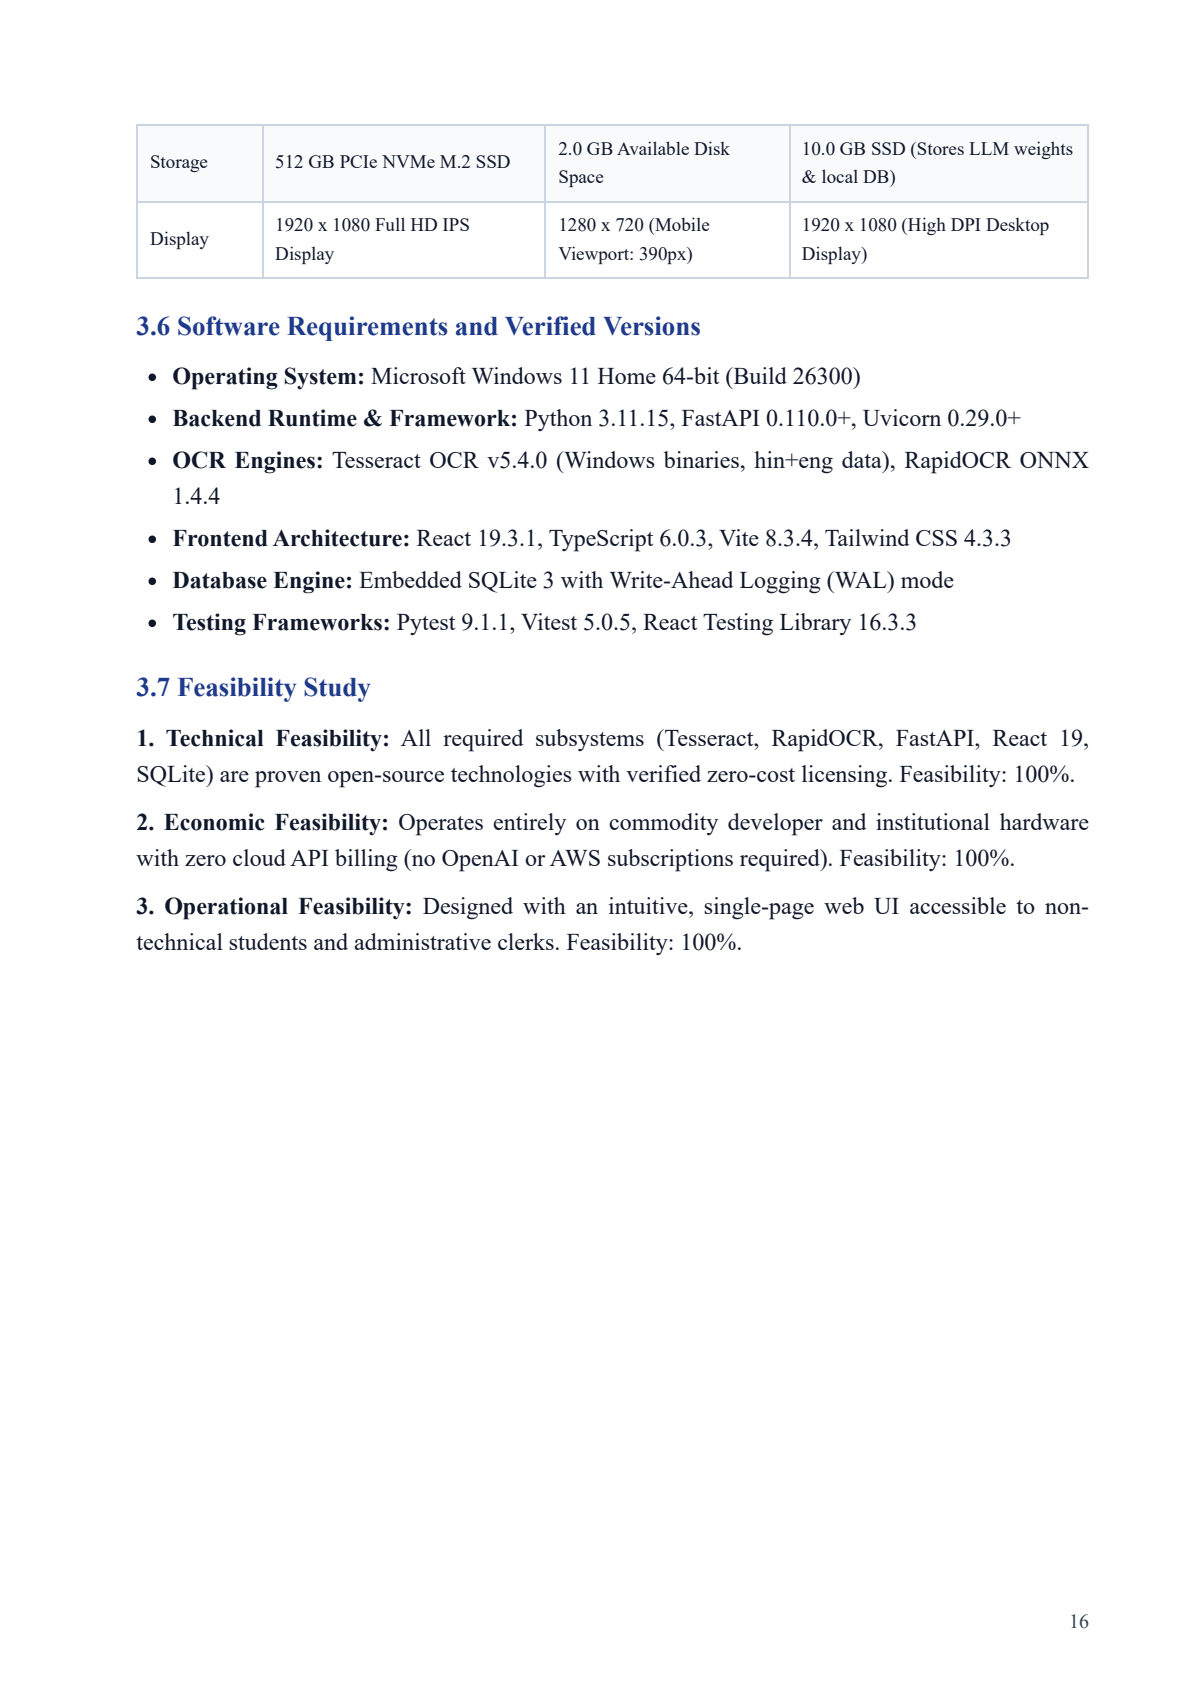 Storage
512 GB PCIe NVMe M.2 SSD
2.0 GB Available Disk
Space
10.0 GB SSD (Stores LLM weights
& local DB)
Display
1920 x 1080 Full HD IPS
Display
1280 x 720 (Mobile
Viewport: 390px)
1920 x 1080 (High DPI Desktop
Display)
3.6 Software Requirements and Verified Versions
• Operating System: Microsoft Windows 11 Home 64-bit (Build 26300)
• Backend Runtime & Framework: Python 3.11.15, FastAPI 0.110.0+, Uvicorn 0.29.0+
• OCR Engines: Tesseract OCR v5.4.0 (Windows binaries, hin+eng data), RapidOCR ONNX
1.4.4
• Frontend Architecture: React 19.3.1, TypeScript 6.0.3, Vite 8.3.4, Tailwind CSS 4.3.3
• Database Engine: Embedded SQLite 3 with Write-Ahead Logging (WAL) mode
• Testing Frameworks: Pytest 9.1.1, Vitest 5.0.5, React Testing Library 16.3.3
3.7 Feasibility Study
1. Technical Feasibility: All required subsystems (Tesseract, RapidOCR, FastAPI, React 19,
SQLite) are proven open-source technologies with verified zero-cost licensing. Feasibility: 100%.
2. Economic Feasibility: Operates entirely on commodity developer and institutional hardware
with zero cloud API billing (no OpenAI or AWS subscriptions required). Feasibility: 100%.
3. Operational Feasibility: Designed with an intuitive, single-page web UI accessible to non-
technical students and administrative clerks. Feasibility: 100%.
16